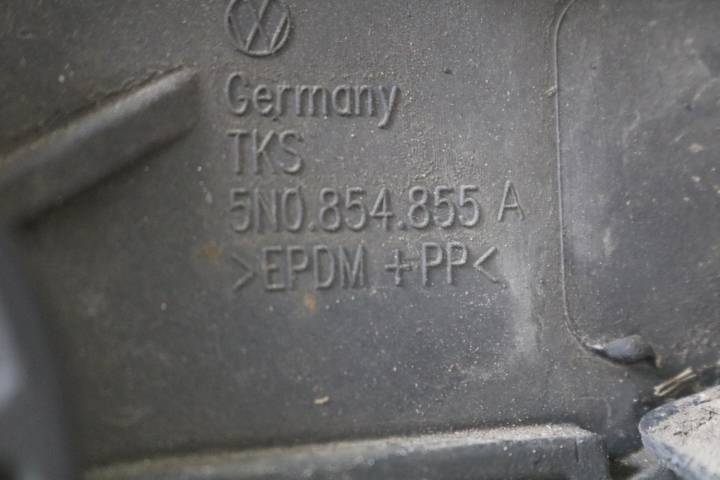 Germany
TKS
5N0.854.855 A
>EPDM +PP<